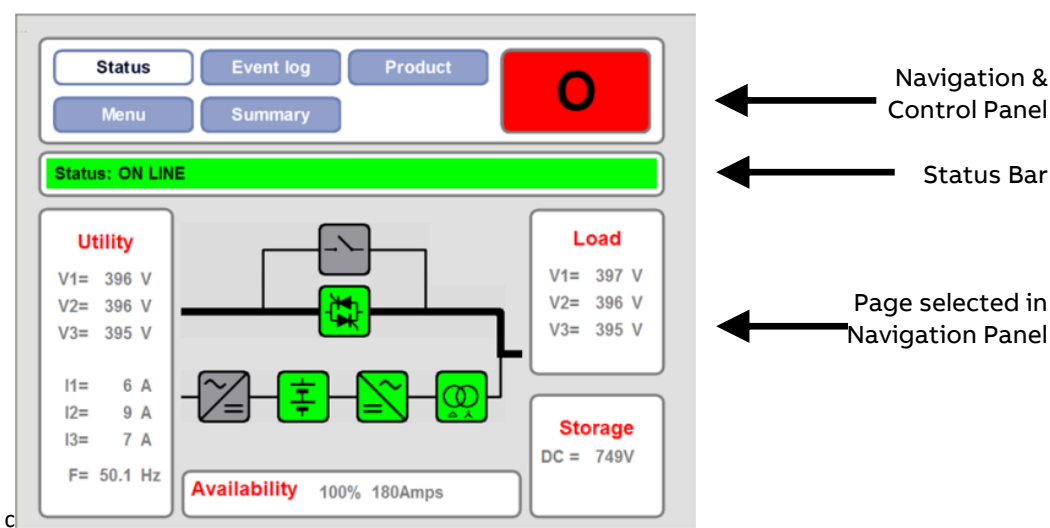 Status Event log Product O
Menu Summary
Navigation &
Control Panel
Status: ON LINE
Status Bar
Utility
V1= 396 V
V2= 396 V
V3= 395 V
I1= 6 A
I2= 9 A
I3= 7 A
F= 50.1 Hz
Load
V1= 397 V
V2= 396 V
V3= 395 V
Page selected in
Navigation Panel
Storage
DC = 749V
Availability 100% 180Amps
c